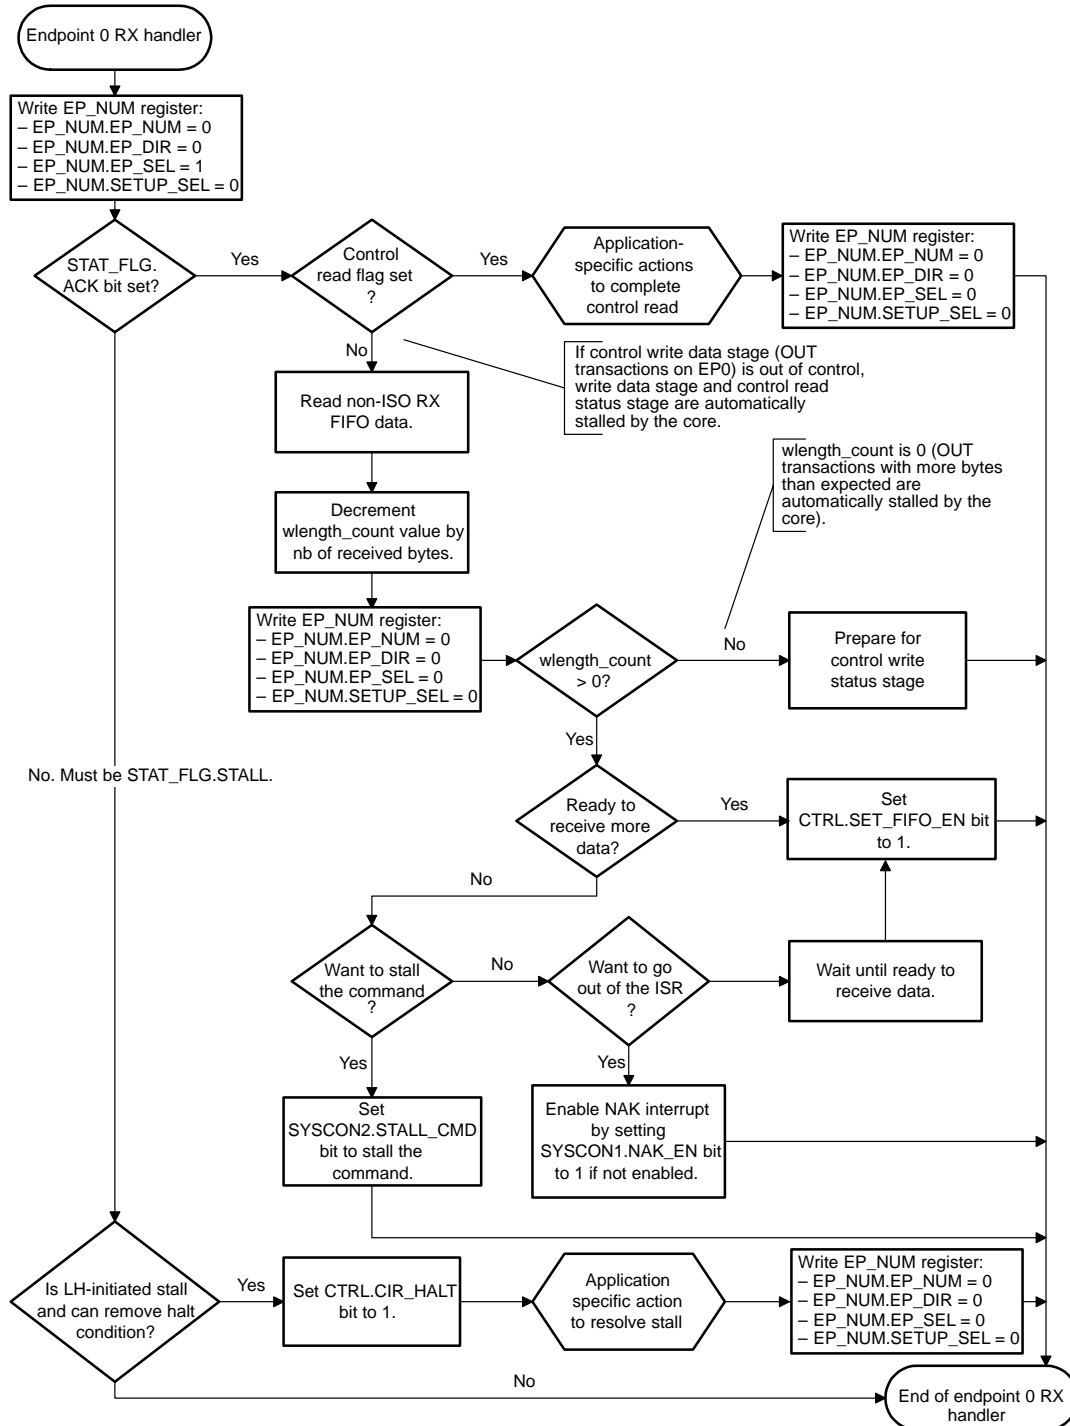 Endpoint 0 RX handler
Write EP_NUM register:
– EP_NUM.EP_NUM = 0
– EP_NUM.EP_DIR = 0
– EP_NUM.EP_SEL = 1
– EP_NUM.SETUP_SEL = 0
STAT_FLG.
ACK bit set?
Yes
Control
read flag set
?
Yes
Application-
specific actions
to complete
control read
Write EP_NUM register:
– EP_NUM.EP_NUM = 0
– EP_NUM.EP_DIR = 0
– EP_NUM.EP_SEL = 0
– EP_NUM.SETUP_SEL = 0
No
If control write data stage (OUT
transactions on EP0) is out of control,
write data stage and control read
status stage are automatically
stalled by the core.
Read non-ISO RX
FIFO data.
wlength_count is 0 (OUT
transactions with more bytes
than expected are
automatically stalled by the
core).
Decrement
wlength_count value by
nb of received bytes.
Write EP_NUM register:
– EP_NUM.EP_NUM = 0
– EP_NUM.EP_DIR = 0
– EP_NUM.EP_SEL = 0
– EP_NUM.SETUP_SEL = 0
wlength_count
> 0?
No
Prepare for
control write
status stage
Yes
No. Must be STAT_FLG.STALL.
Ready to
receive more
data?
Yes
Set
CTRL.SET_FIFO_EN bit
to 1.
No
Want to stall
the command
?
No
Want to go
out of the ISR
?
Wait until ready to
receive data.
Yes
Yes
Set
SYSCON2.STALL_CMD
bit to stall the
command.
Enable NAK interrupt
by setting
SYSCON1.NAK_EN bit
to 1 if not enabled.
Is LH-initiated stall
and can remove halt
condition?
Yes
Set CTRL.CIR_HALT
bit to 1.
Application
specific action
to resolve stall
Write EP_NUM register:
– EP_NUM.EP_NUM = 0
– EP_NUM.EP_DIR = 0
– EP_NUM.EP_SEL = 0
– EP_NUM.SETUP_SEL = 0
No
End of endpoint 0 RX
handler